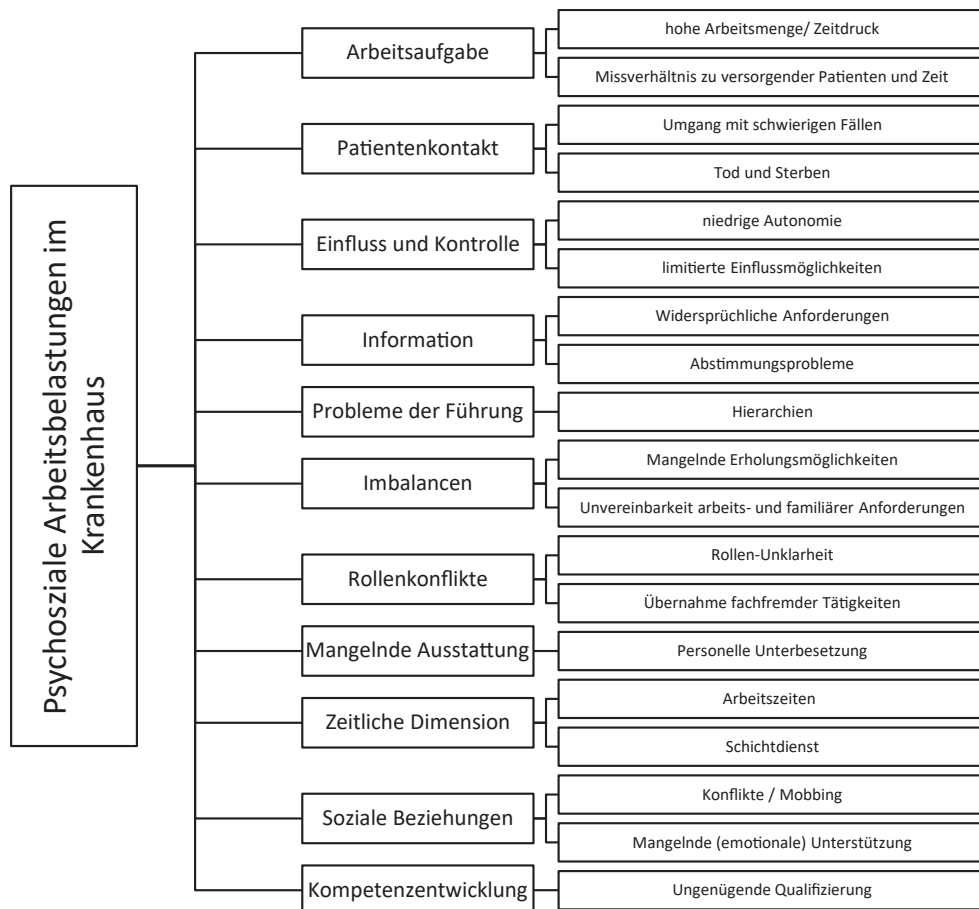 Psychosziale Arbeitsbelastungen im
Krankenhaus
Arbeitsaufgabe
hohe Arbeitsmenge/ Zeitdruck
Missverhältnis zu versorgender Patienten und Zeit
Patientenkontakt
Umgang mit schwierigen Fällen
Tod und Sterben
Einfluss und Kontrolle
niedrige Autonomie
limitierte Einflussmöglichkeiten
Information
Widersprüchliche Anforderungen
Abstimmungsprobleme
Probleme der Führung
Hierarchien
Imbalancen
Mangelnde Erholungsmöglichkeiten
Unvereinbarkeit arbeits- und familiärer Anforderungen
Rollenkonflikte
Rollen-Unklarheit
Übernahme fachfremder Tätigkeiten
Mangelnde Ausstattung
Personelle Unterbesetzung
Zeitliche Dimension
Arbeitszeiten
Schichtdienst
Soziale Beziehungen
Konflikte / Mobbing
Mangelnde (emotionale) Unterstützung
Kompetenzentwicklung
Ungenügende Qualifizierung